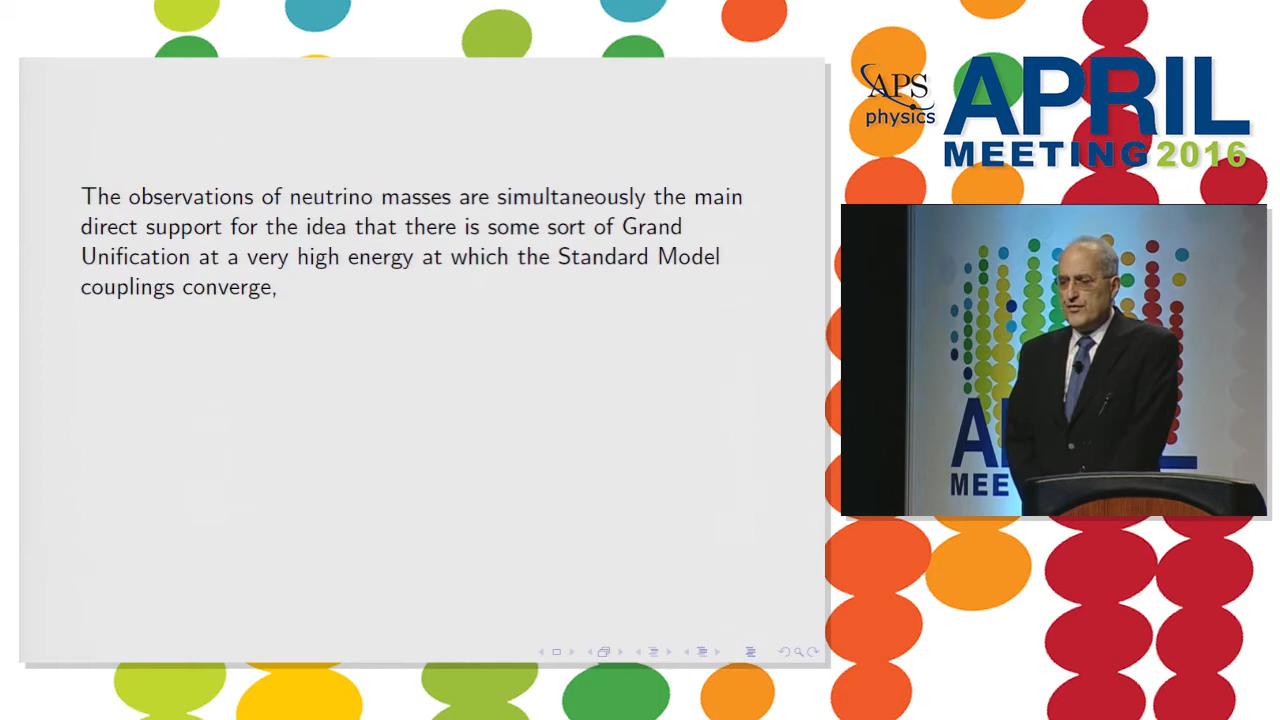 The observations of neutrino masses are simultaneously the main
direct support for the idea that there is some sort of Grand
Unification at a very high energy at which the Standard Model
couplings converge,
APS
physics
APRIL
MEETING 2016
A
L
MEE